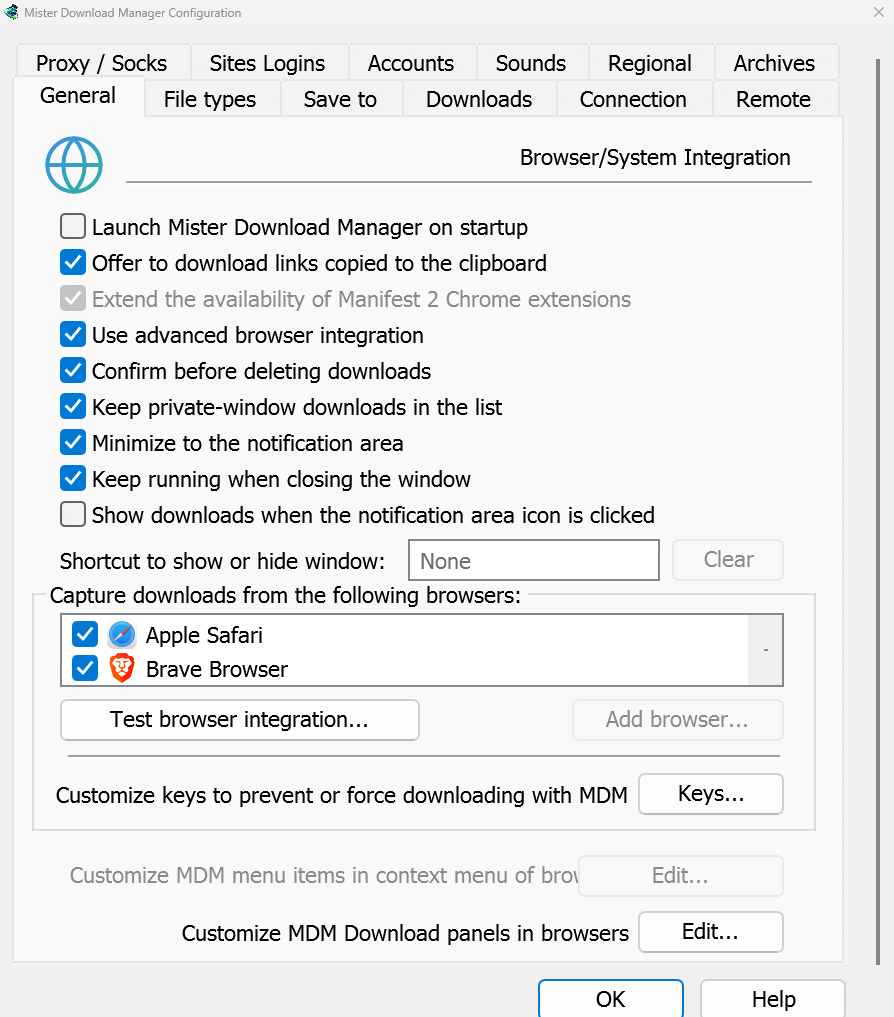 Mister Download Manager Configuration
Proxy / Socks
Sites Logins
Accounts
Sounds
Regional
Archives
General
File types
Save to
Downloads
Connection
Remote
Browser/System Integration
Launch Mister Download Manager on startup
Offer to download links copied to the clipboard
Extend the availability of Manifest 2 Chrome extensions
Use advanced browser integration
Confirm before deleting downloads
Keep private-window downloads in the list
Minimize to the notification area
Keep running when closing the window
Show downloads when the notification area icon is clicked
Shortcut to show or hide window:
None
Clear
Capture downloads from the following browsers:
Apple Safari
Brave Browser
Test browser integration...
Add browser...
Customize keys to prevent or force downloading with MDM
Keys...
Customize MDM menu items in context menu of
Edit...
Customize MDM Download panels in browsers
Edit...
OK
Help